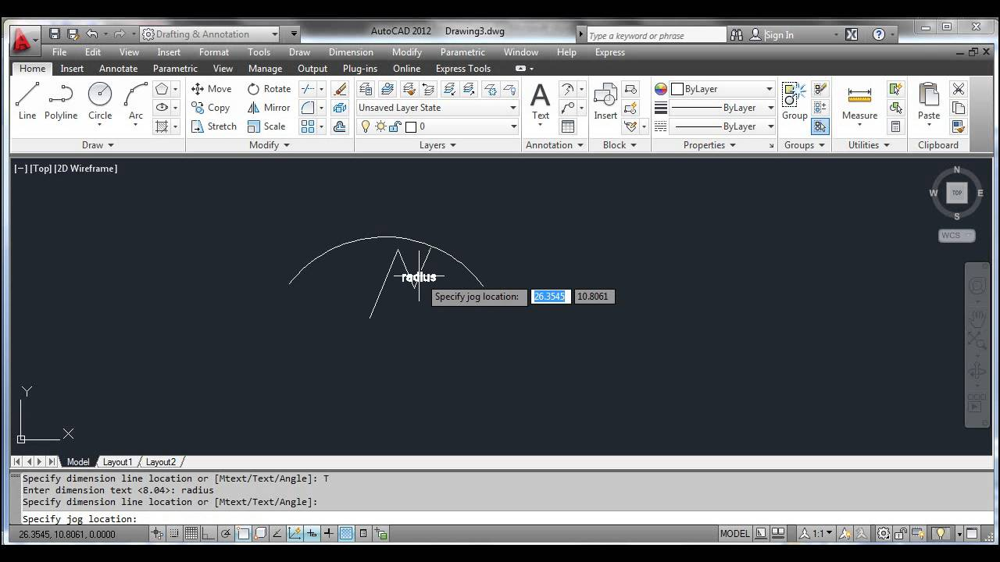 AutoCAD 2012 Drawing3.dwg
Drafting & Annotation
Type a keyword or phrase
Sign In
File Edit View Insert Format Tools Draw Dimension Modify Parametric Window Help Express
Home Insert Annotate Parametric View Manage Output Plug-ins Online Express Tools
Line Polyline Circle Arc
Move Rotate
Copy Mirror
Stretch Scale
Unsaved Layer State
0
Text
Insert
ByLayer
ByLayer
ByLayer
Group
Measure
Paste
Draw Modify Layers Annotation Block Properties Groups Utilities Clipboard
[−] [Top] [2D Wireframe]
N
W TOP E
S
WCS
radius
Specify jog location: 26.3545 10.8061
Y
X
Model Layout1 Layout2
Specify dimension line location or [Mtext/Text/Angle]: T
Enter dimension text <8.04>: radius
Specify dimension line location or [Mtext/Text/Angle]:
Specify jog location:
26.3545, 10.8061, 0.0000
MODEL
1:1